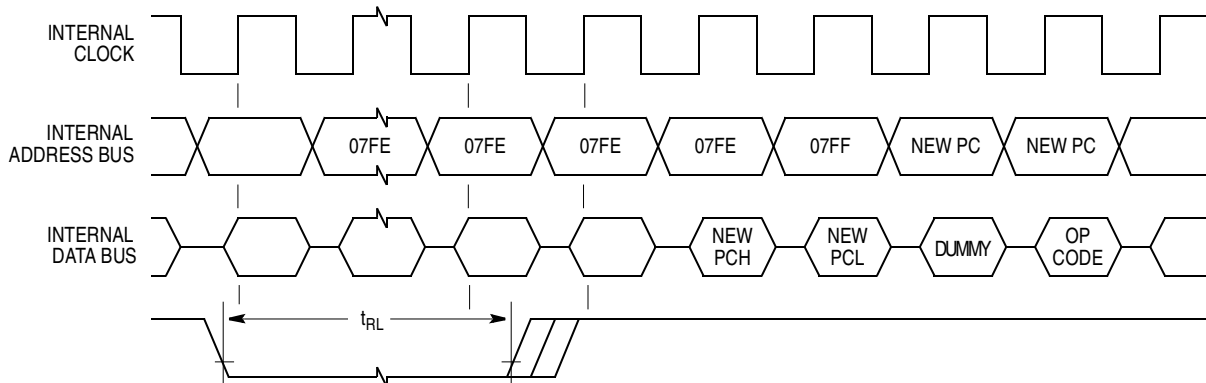 INTERNAL
CLOCK
INTERNAL
ADDRESS BUS
07FE
07FE
07FE
07FE
07FF
NEW PC
NEW PC
INTERNAL
DATA BUS
NEW
PCH
NEW
PCL
DUMMY
OP
CODE
tRL